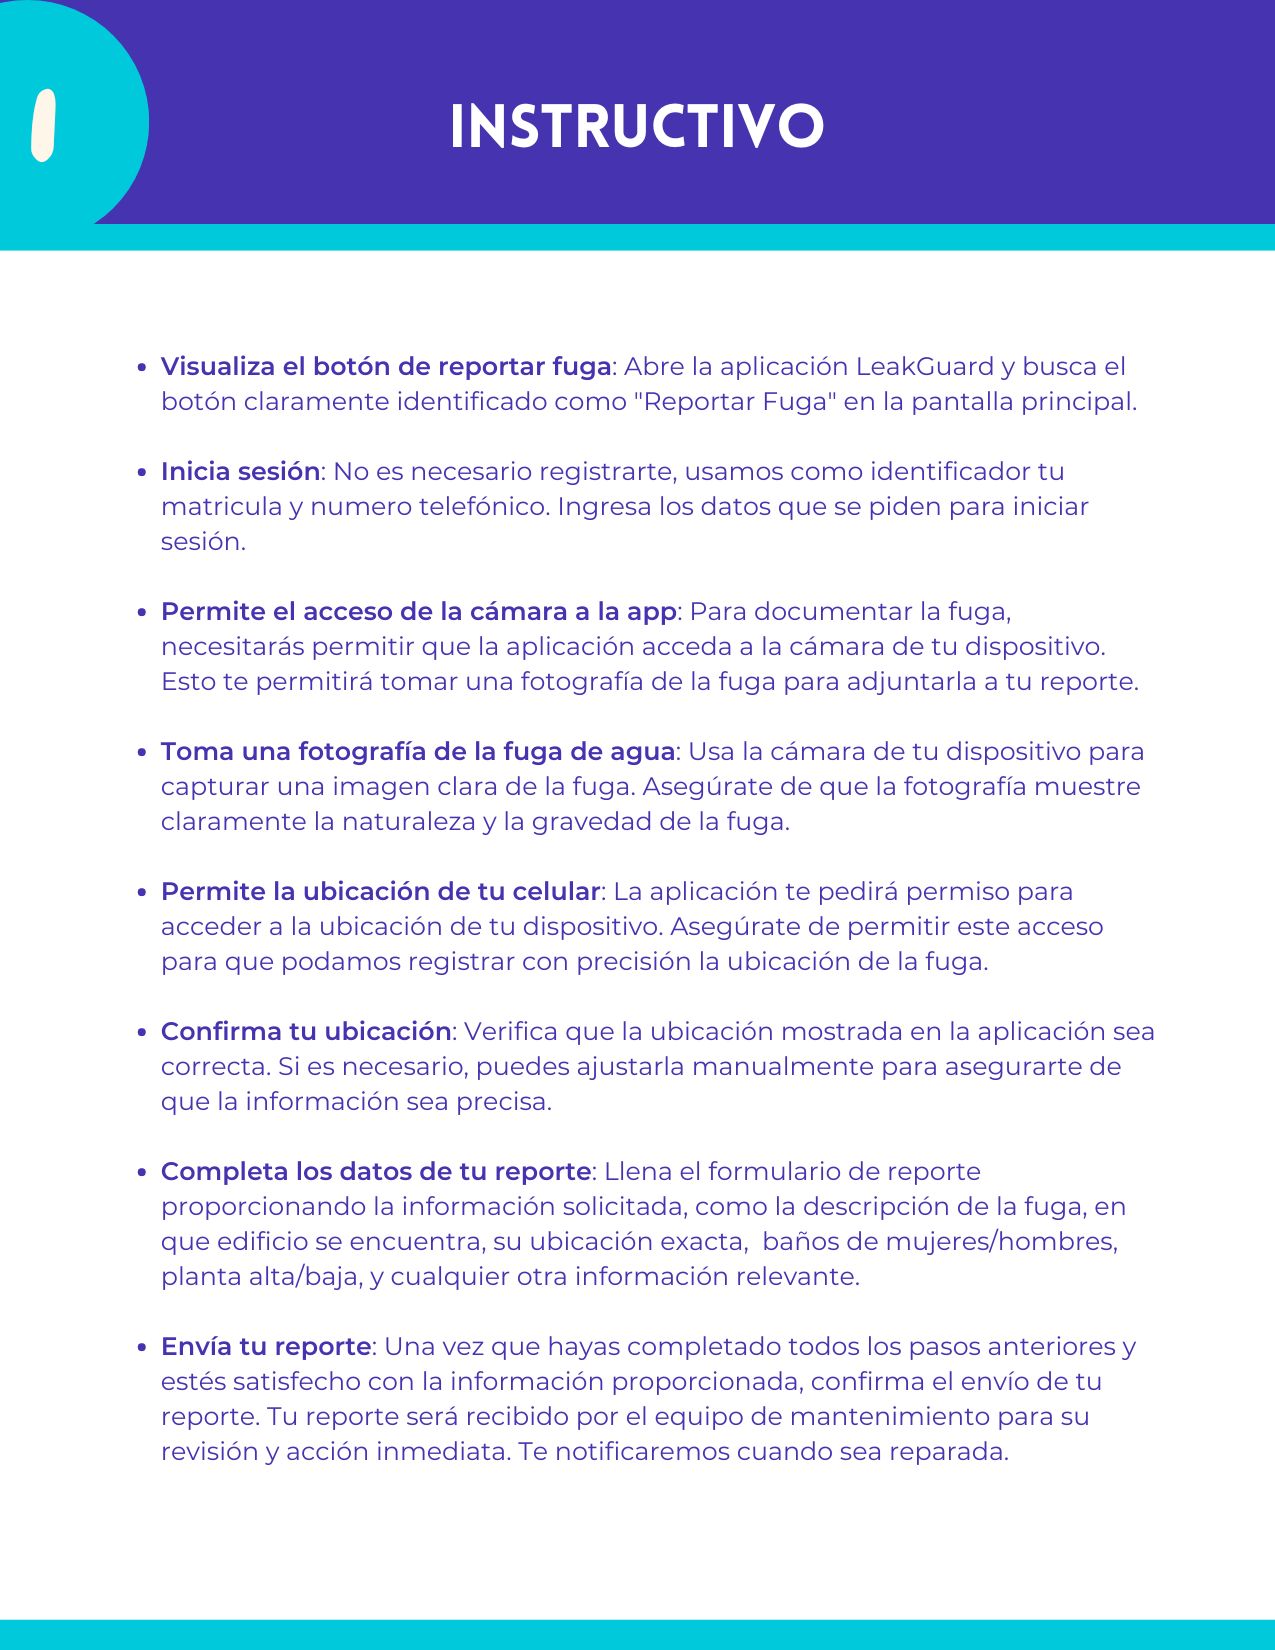 1
INSTRUCTIVO
• Visualiza el botón de reportar fuga: Abre la aplicación LeakGuard y busca el
botón claramente identificado como "Reportar Fuga" en la pantalla principal.
• Inicia sesión: No es necesario registrarte, usamos como identificador tu
matricula y numero telefónico. Ingresa los datos que se piden para iniciar
sesión.
• Permite el acceso de la cámara a la app: Para documentar la fuga,
necesitarás permitir que la aplicación acceda a la cámara de tu dispositivo.
Esto te permitirá tomar una fotografía de la fuga para adjuntarla a tu reporte.
• Toma una fotografía de la fuga de agua: Usa la cámara de tu dispositivo para
capturar una imagen clara de la fuga. Asegúrate de que la fotografía muestre
claramente la naturaleza y la gravedad de la fuga.
• Permite la ubicación de tu celular: La aplicación te pedirá permiso para
acceder a la ubicación de tu dispositivo. Asegúrate de permitir este acceso
para que podamos registrar con precisión la ubicación de la fuga.
• Confirma tu ubicación: Verifica que la ubicación mostrada en la aplicación sea
correcta. Si es necesario, puedes ajustarla manualmente para asegurarte de
que la información sea precisa.
• Completa los datos de tu reporte: Llena el formulario de reporte
proporcionando la información solicitada, como la descripción de la fuga, en
que edificio se encuentra, su ubicación exacta,  baños de mujeres/hombres,
planta alta/baja, y cualquier otra información relevante.
• Envía tu reporte: Una vez que hayas completado todos los pasos anteriores y
estés satisfecho con la información proporcionada, confirma el envío de tu
reporte. Tu reporte será recibido por el equipo de mantenimiento para su
revisión y acción inmediata. Te notificaremos cuando sea reparada.